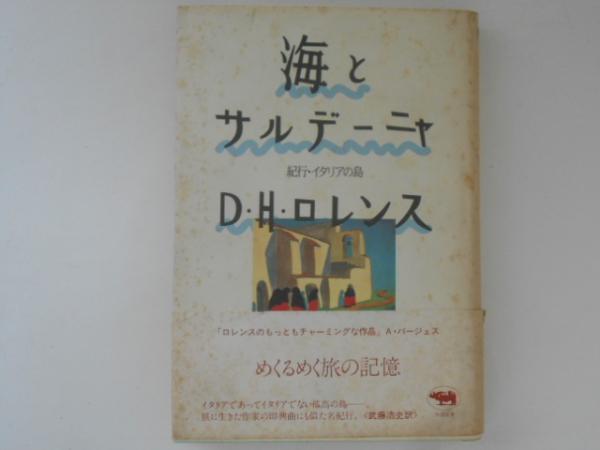 海と
サルデーニャ
紀行・イタリアの島
D・H・ロレンス
「ロレンスのもっともチャーミングな作品」A・バージェス
めくるめく旅の記憶
イタリアであってイタリアでない孤高の島——。
旅に生きた作家の即興曲にも似た名紀行。〈武藤浩史訳〉